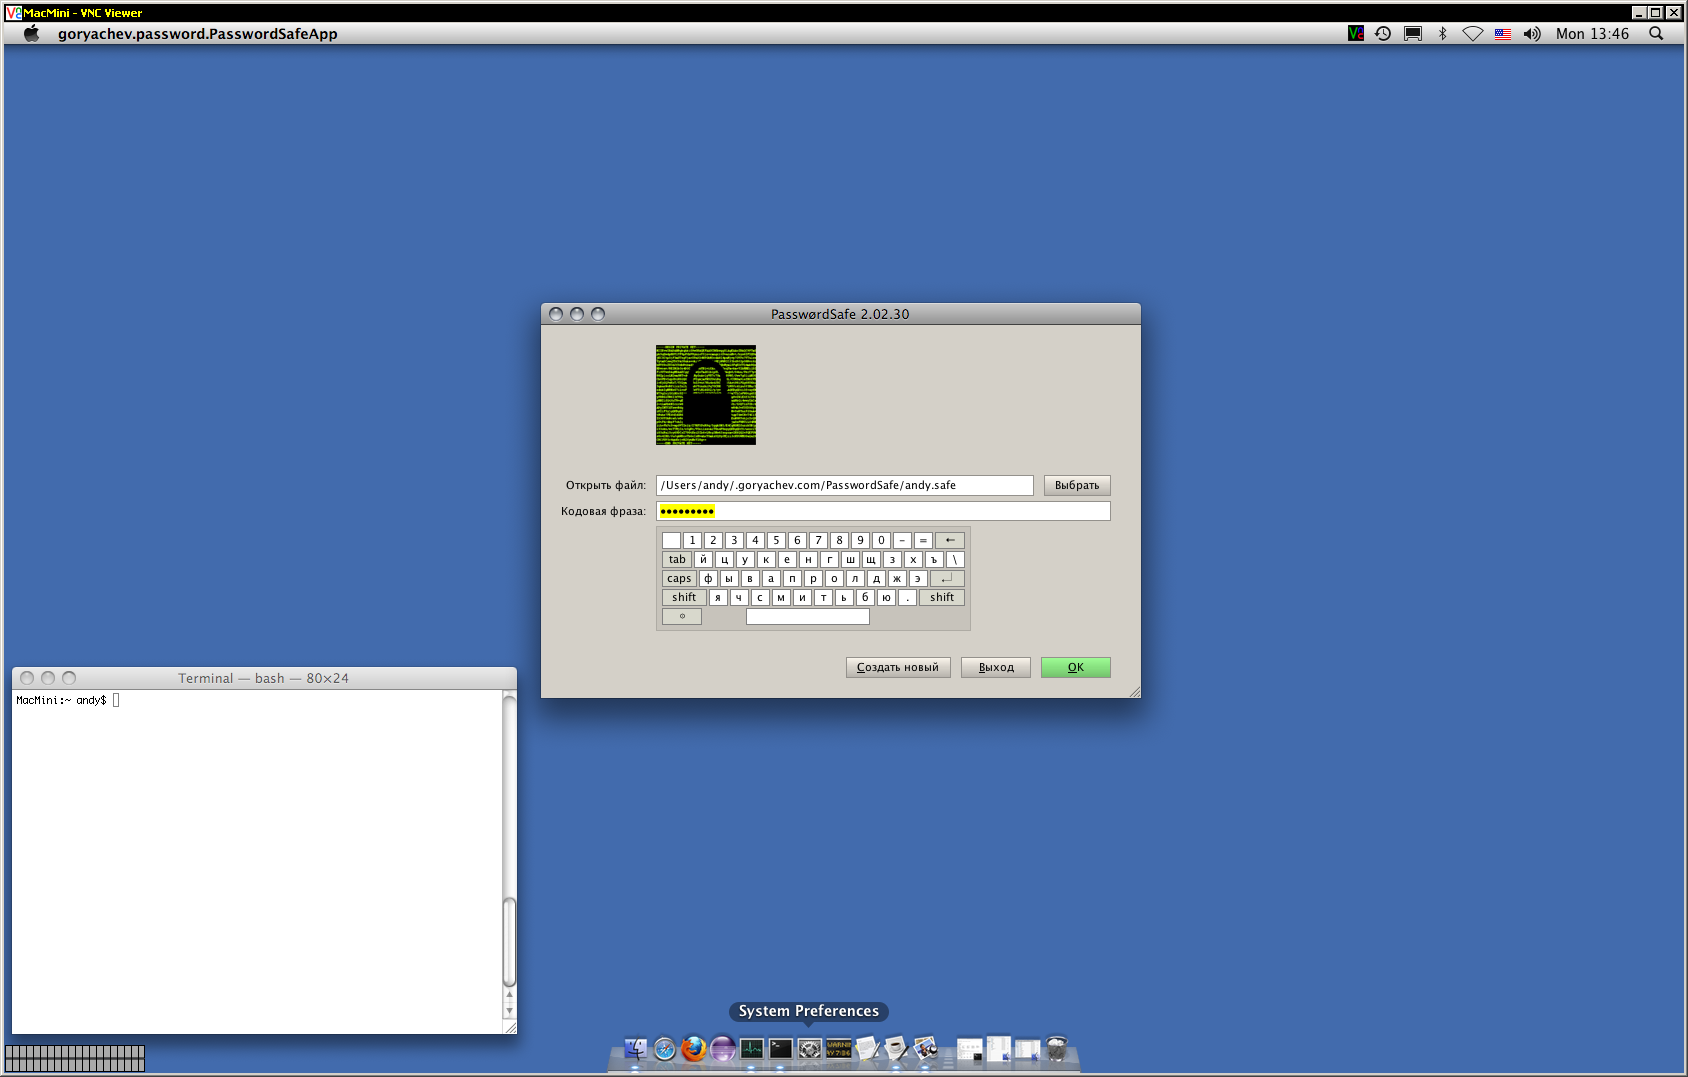 MacMini - VNC Viewer
goryachev.password.PasswordSafeApp
Mon 13:46
PasswørdSafe 2.02.30
Открыть файл: /Users/andy/.goryachev.com/PasswordSafe/andy.safe Выбрать
Кодовая фраза: •••••••••
1 2 3 4 5 6 7 8 9 0 - = ←
tab й ц у к е н г ш щ з х ъ \
caps ф ы в а п р о л д ж э
shift я ч с м и т ь б ю . shift
Создать новый Выход OK
Terminal — bash — 80×24
MacMini:~ andy$
System Preferences